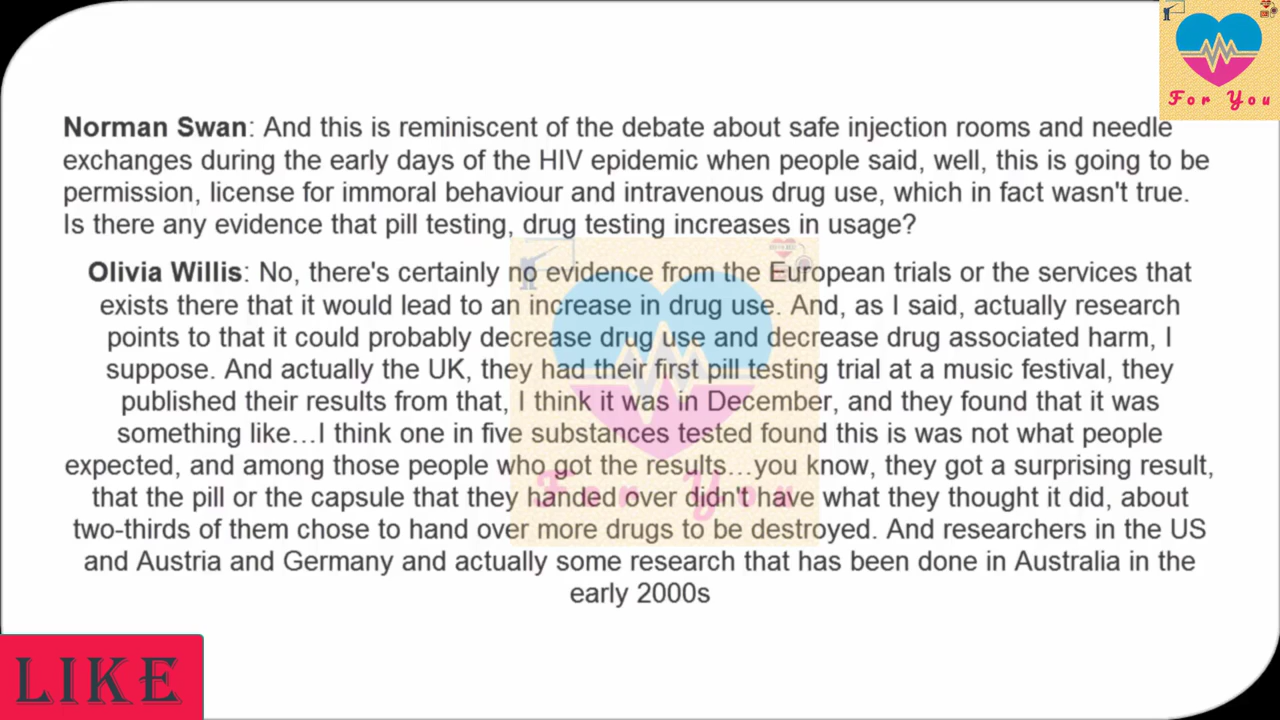 For You
Norman Swan: And this is reminiscent of the debate about safe injection rooms and needle
exchanges during the early days of the HIV epidemic when people said, well, this is going to be
permission, license for immoral behaviour and intravenous drug use, which in fact wasn't true.
Is there any evidence that pill testing, drug testing increases in usage?
Olivia Willis: No, there's certainly no evidence from the European trials or the services that
exists there that it would lead to an increase in drug use. And, as I said, actually research
points to that it could probably decrease drug use and decrease drug associated harm, I
suppose. And actually the UK, they had their first pill testing trial at a music festival, they
published their results from that, I think it was in December, and they found that it was
something like…I think one in five substances tested found this is was not what people
expected, and among those people who got the results…you know, they got a surprising result,
that the pill or the capsule that they handed over didn't have what they thought it did, about
two-thirds of them chose to hand over more drugs to be destroyed. And researchers in the US
and Austria and Germany and actually some research that has been done in Australia in the
early 2000s
For You
LIKE